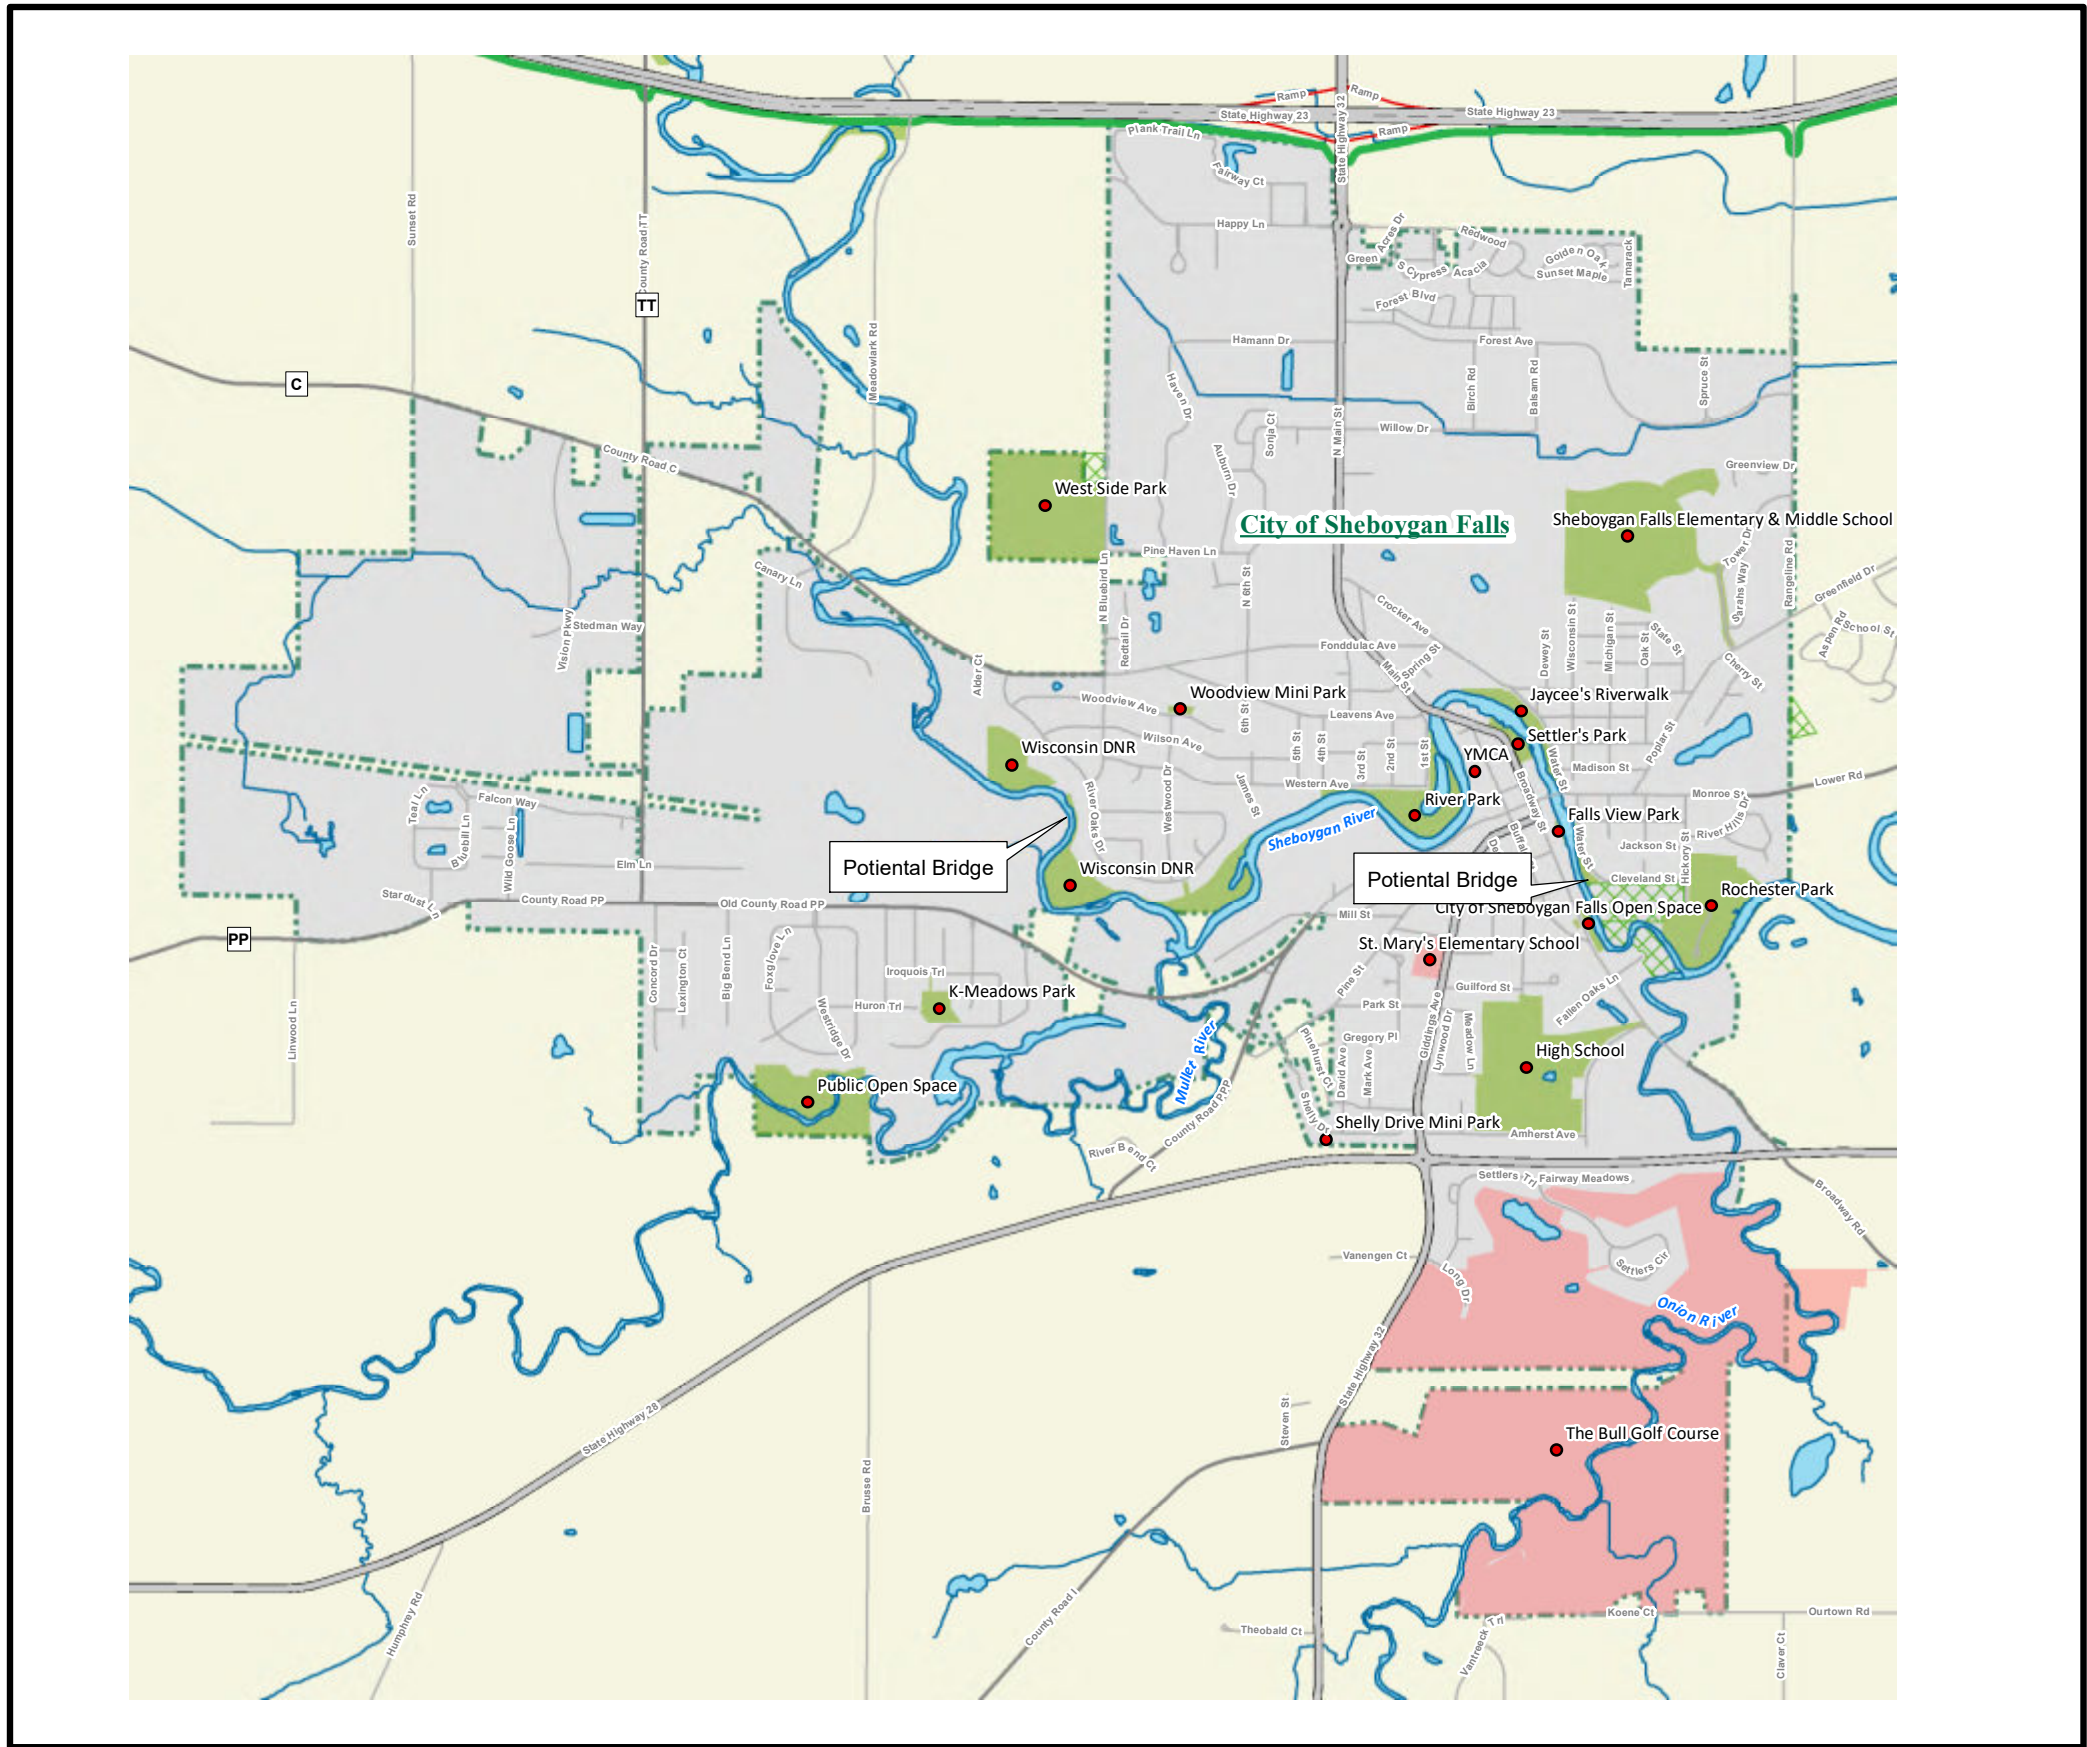 Ramp
Ramp
State Highway 23
State Highway 23
Plank Trail Ln
Ramp
State Highway 32
Fairway Ct
Sunset Rd
County Road TT
Happy Ln
Green Acres Dr
Redwood
Golden Oak
Tamarack
S Cypress
Acacia
Sunset Maple
TT
Forest Blvd
Meadowlark Rd
Hamann Dr
Forest Ave
C
Haven Dr
Birch Rd
Balsam Rd
Spruce St
Sonja Ct
N Main St
Willow Dr
County Road C
Auburn Dr
Greenview Dr
West Side Park
City of Sheboygan Falls
Sheboygan Falls Elementary & Middle School
Pine Haven Ln
Tower Dr
Canary Ln
N Bluebird Ln
N 6th St
Sarahs Way
Rangeline Rd
Greenfield Dr
Crocker Ave
Vision Pkwy
Stedman Way
Redtail Dr
Fonddulac Ave
Spring St
Main St
Dewey St
Wisconsin St
Michigan St
Oak St
State St
Aspen Rd
School St
Cherry St
Alder Ct
Woodview Ave
Woodview Mini Park
Jaycee's Riverwalk
6th St
Leavens Ave
Wisconsin DNR
Wilson Ave
5th St
4th St
3rd St
2nd St
1st St
YMCA
Settler's Park
Poplar St
Water St
Madison St
Western Ave
Lower Rd
Teal Ln
Falcon Way
River Oaks Dr
Westwood Dr
James St
River Park
Broadway St
Monroe St
Bluebill Ln
Wild Goose Ln
Sheboygan River
Falls View Park
River Hills Dr
Water St
Jackson St
Hickory St
Elm Ln
Potiental Bridge
Wisconsin DNR
Potiental Bridge
Cleveland St
Rochester Park
Stardust Ln
County Road PP
Old County Road PP
Mill St
City of Sheboygan Falls Open Space
PP
St. Mary's Elementary School
Concord Dr
Lexington Ct
Big Bend Ln
Foxglove Ln
Iroquois Trl
Pine St
Guilford St
K-Meadows Park
Huron Trl
Westridge Dr
Park St
Fallen Oaks Ln
Linwood Ln
Mullet River
Pinehurst Ct
Gregory Pl
Giddings Ave
Lynwood Dr
Meadow Ln
High School
Public Open Space
David Ave
Mark Ave
Shelly Dr
Shelly Drive Mini Park
County Road PPP
Amherst Ave
River Bend Ct
Settlers Trl
Fairway Meadows
Broadway Rd
Vanengen Ct
Long Dr
Settlers Cir
Onion River
State Highway 32
State Highway 28
Steven St
The Bull Golf Course
Brusse Rd
Humphrey Rd
County Road I
Theobald Ct
Vantreeck Trl
Koene Ct
Ourtown Rd
Claver Ct